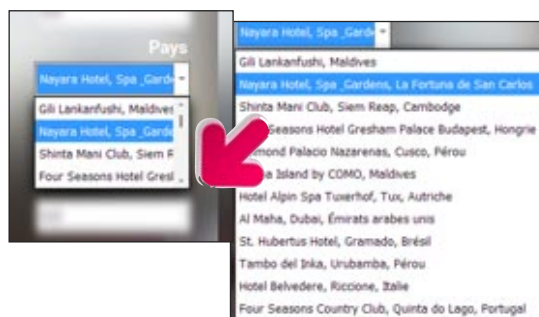 Pays
Nayara Hotel, Spa _Garde
Gili Lankanfushi, Maldives
Nayara Hotel, Spa _Garde
Shinta Mani Club, Siem R
Four Seasons Hotel Gresl
Nayara Hotel, Spa _Garde
Gili Lankanfushi, Maldives
Nayara Hotel, Spa _Gardens, La Fortuna de San Carlos
Shinta Mani Club, Siem Reap, Cambodge
Seasons Hotel Gresham Palace Budapest, Hongrie
mond Palacio Nazarenas, Cusco, Pérou
Island by COMO, Maldives
Hotel Alpin Spa Tuxerhof, Tux, Autriche
Al Maha, Dubai, Émirats arabes unis
St. Hubertus Hotel, Gramado, Brésil
Tambo del Inka, Urubamba, Pérou
Hotel Belvedere, Riccione, Italie
Four Seasons Country Club, Quinta do Lago, Portugal